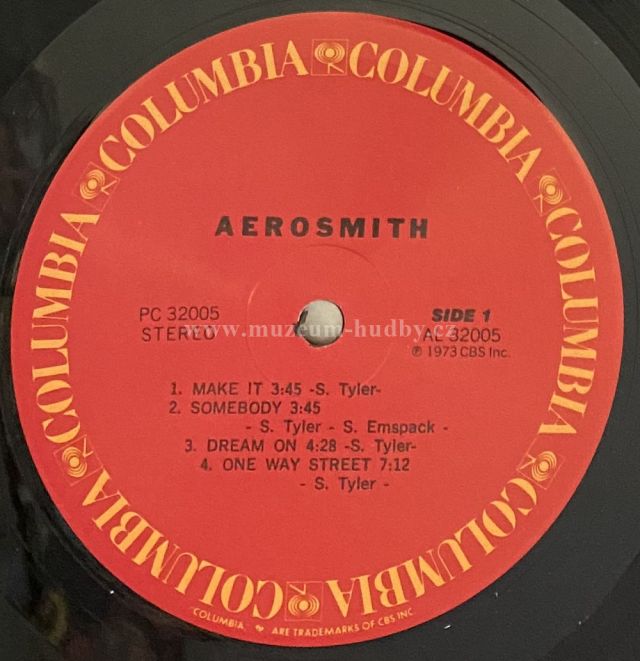 COLUMBIA COLUMBIA COLUMBIA COLUMBIA COLUMBIA COLUMBIA COLUMBIA COLUMBIA
AEROSMITH
PC 32005
STEREO
SIDE 1
AL 32005
℗ 1973 CBS Inc.
www.muzeum-hudby.cz
1. MAKE IT 3:45 -S. Tyler-
2. SOMEBODY 3:45
- S. Tyler - S. Emspack -
3. DREAM ON 4:28 -S. Tyler-
4. ONE WAY STREET 7:12
- S. Tyler -
COLUMBIA, ARE TRADEMARKS OF CBS INC